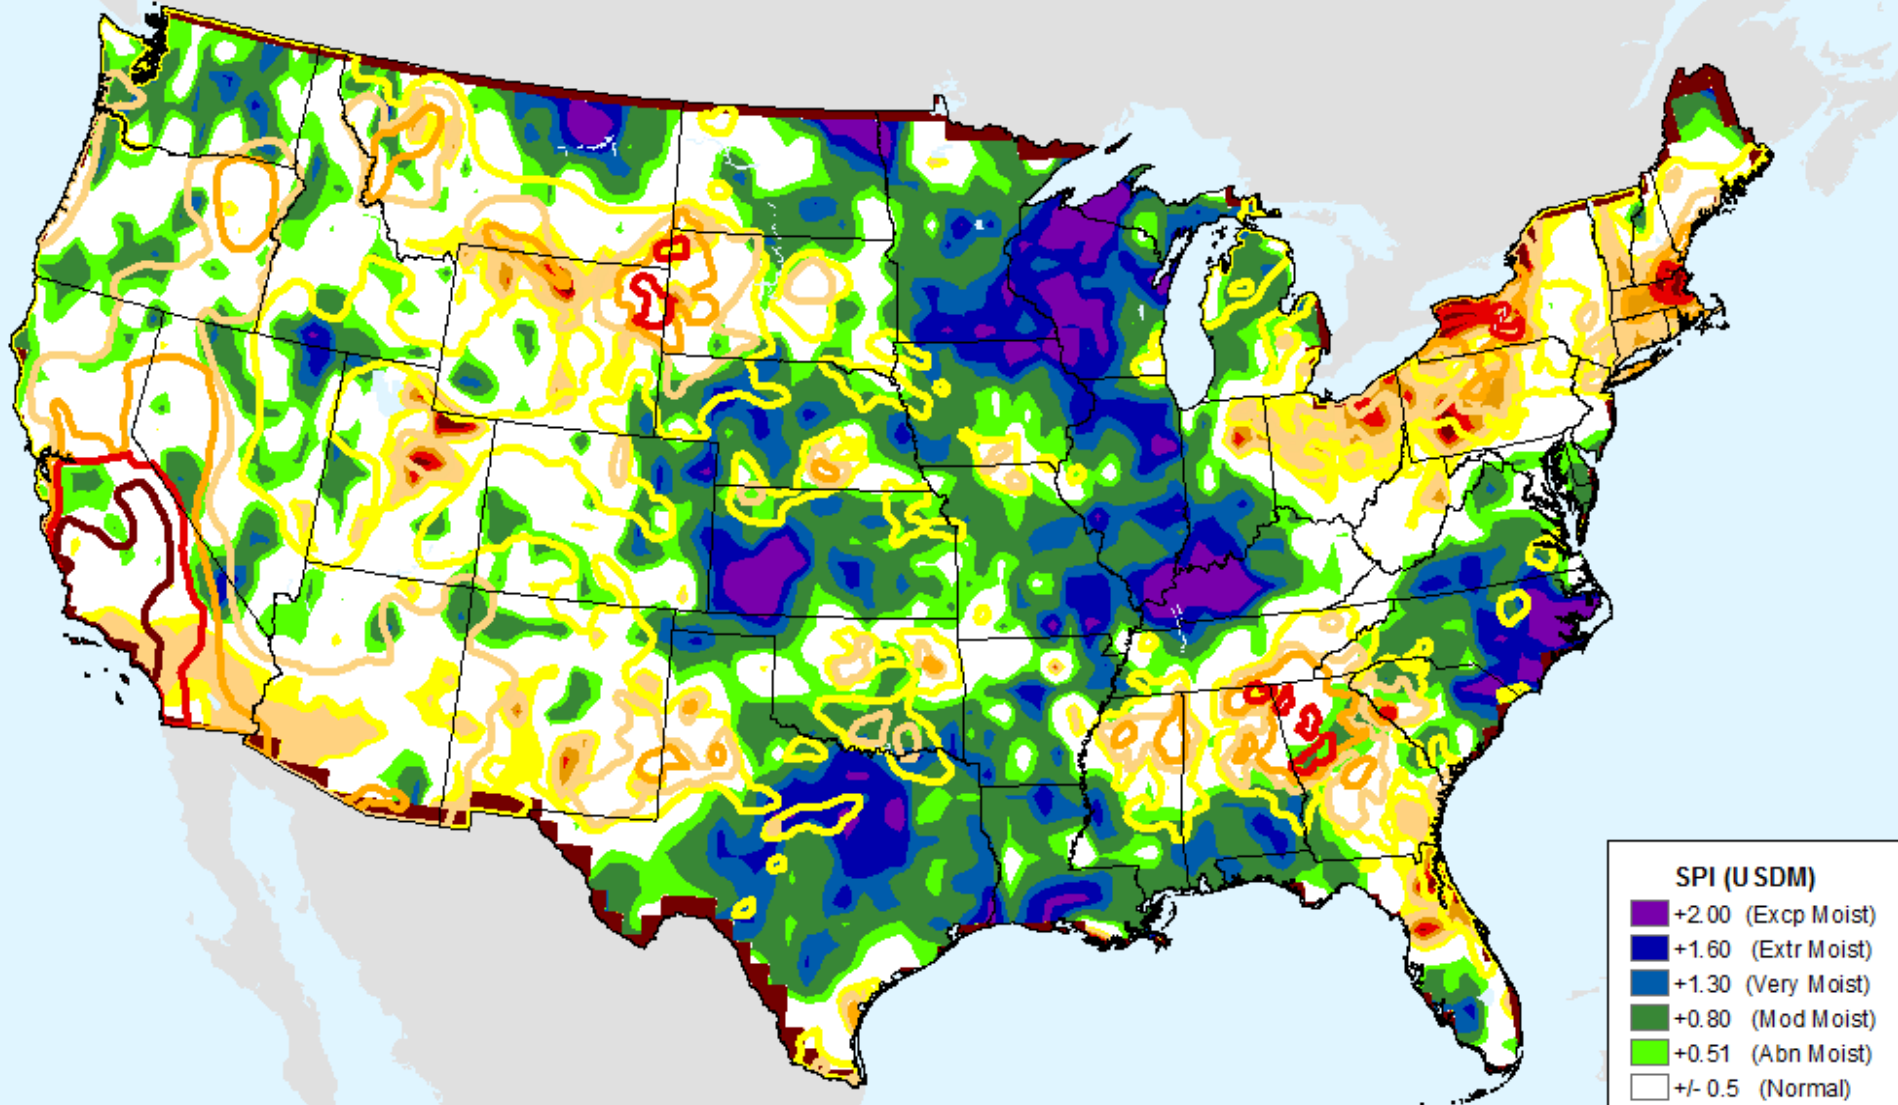 SPI (USDM)
+2.00 (Excp Moist)
+1.60 (Extr Moist)
+1.30 (Very Moist)
+0.80 (Mod Moist)
+0.51 (Abn Moist)
+/- 0.5 (Normal)